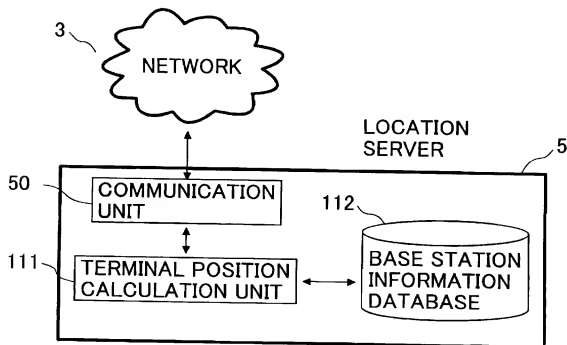 3
NETWORK
LOCATION
SERVER
5
50
COMMUNICATION
UNIT
112
111
TERMINAL POSITION
CALCULATION UNIT
BASE STATION
INFORMATION
DATABASE